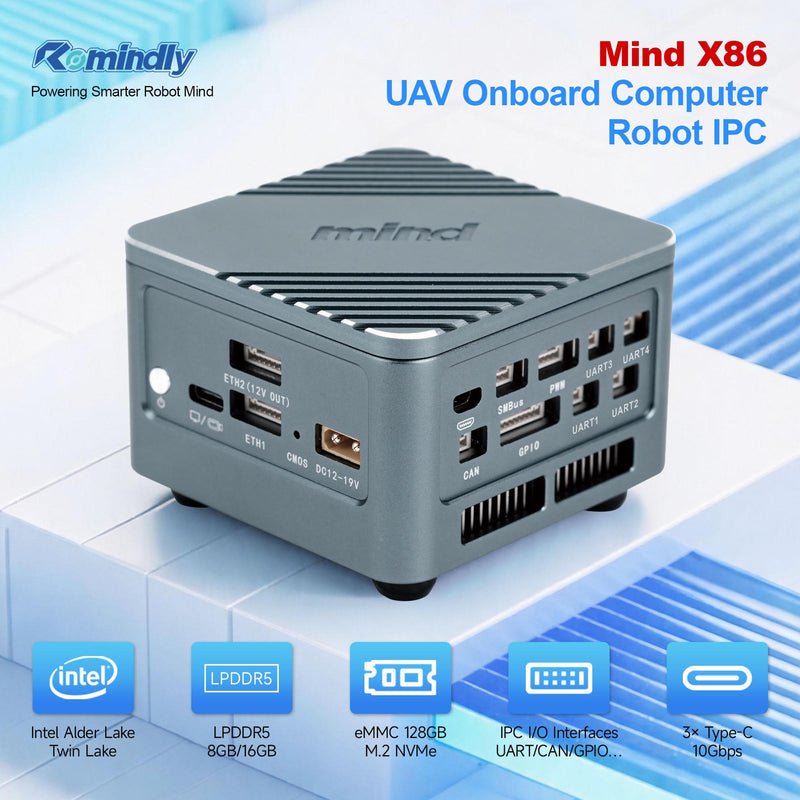 Romindly
Powering Smarter Robot Mind
Mind X86
UAV Onboard Computer
Robot IPC
mind
ETH2(12V OUT)
ETH1
CMOS
DC12-19V
SMBus
PWM
UART3
UART4
CAN
GPIO
UART1
UART2
intel
Intel Alder Lake
Twin Lake
LPDDR5
LPDDR5
8GB/16GB
eMMC 128GB
M.2 NVMe
IPC I/O Interfaces
UART/CAN/GPIO...
3× Type-C
10Gbps